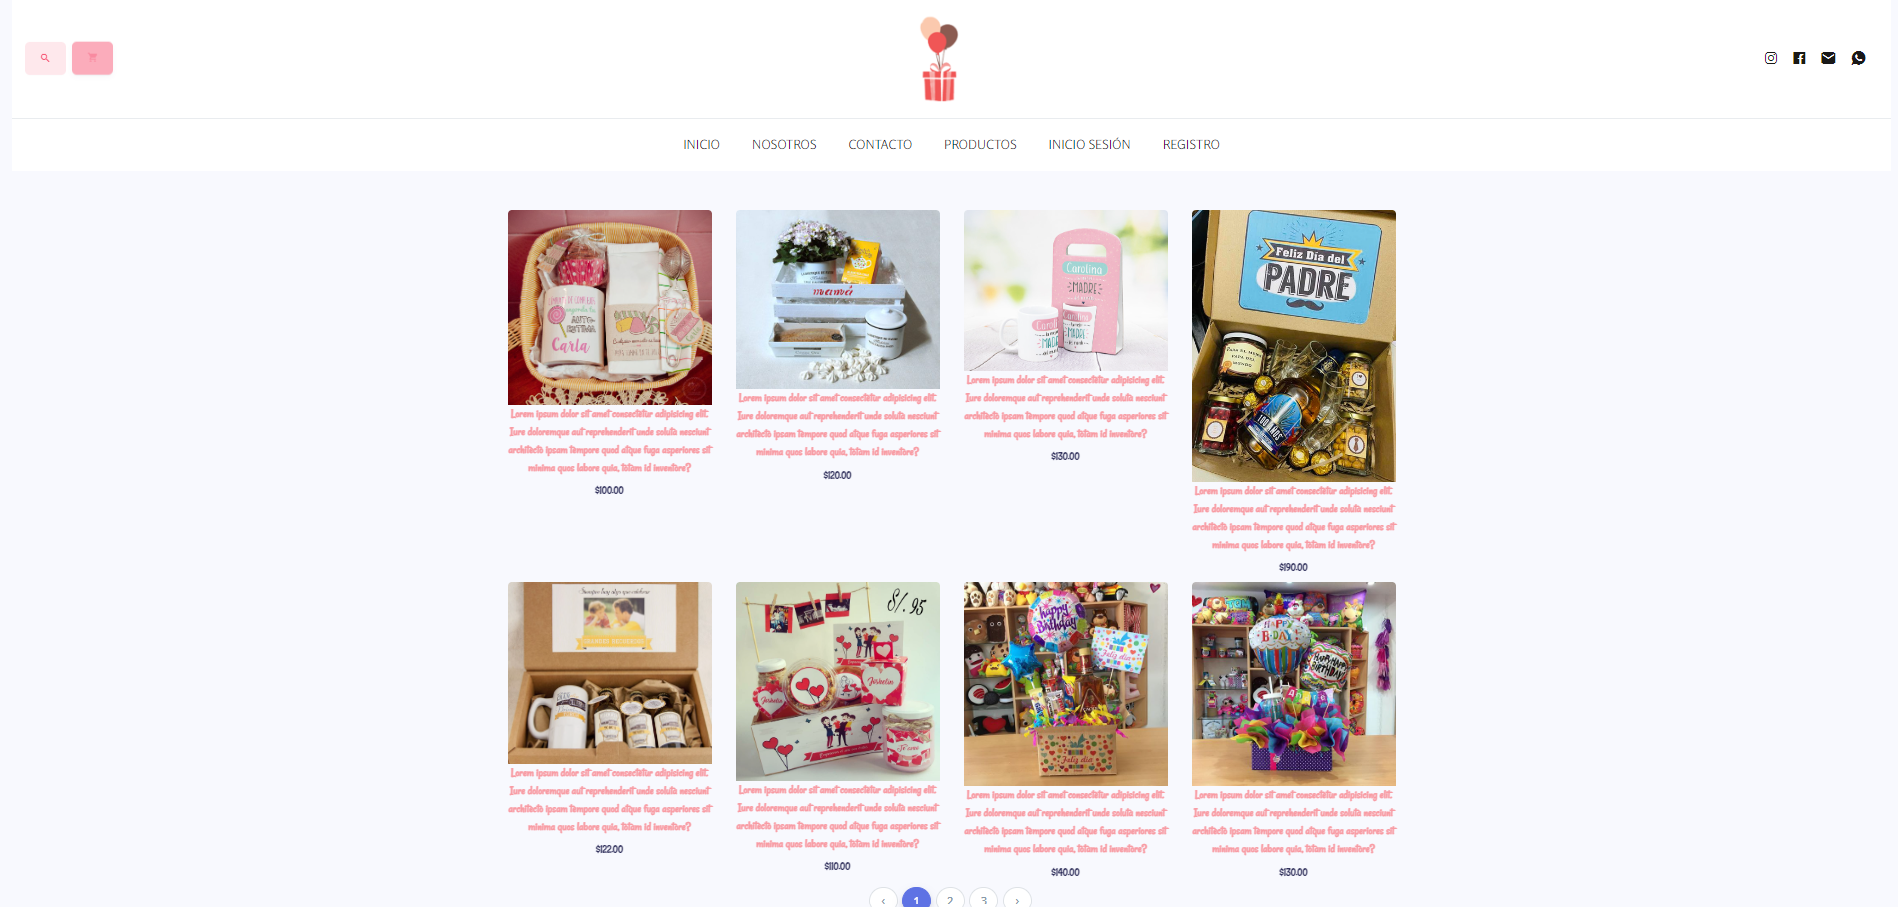 INICIO NOSOTROS CONTACTO PRODUCTOS INICIO SESIÓN REGISTRO
Carla
mamá
Carolina
MADRE
Feliz Día del
PADRE
Lorem ipsum dolor sit amet consectetur adipisicing elit.
Iure doloremque aut reprehenderit unde soluta nesciunt
architecto ipsam tempore quod atque fuga asperiores sit
minima quos labore quia, totam id inventore?
$100.00
Lorem ipsum dolor sit amet consectetur adipisicing elit.
Iure doloremque aut reprehenderit unde soluta nesciunt
architecto ipsam tempore quod atque fuga asperiores sit
minima quos labore quia, totam id inventore?
$120.00
Lorem ipsum dolor sit amet consectetur adipisicing elit.
Iure doloremque aut reprehenderit unde soluta nesciunt
architecto ipsam tempore quod atque fuga asperiores sit
minima quos labore quia, totam id inventore?
$130.00
Lorem ipsum dolor sit amet consectetur adipisicing elit.
Iure doloremque aut reprehenderit unde soluta nesciunt
architecto ipsam tempore quod atque fuga asperiores sit
minima quos labore quia, totam id inventore?
$190.00
S/. 95
happy
Birthday
Feliz día
HAPPY
B-DAY!
Lorem ipsum dolor sit amet consectetur adipisicing elit.
Iure doloremque aut reprehenderit unde soluta nesciunt
architecto ipsam tempore quod atque fuga asperiores sit
minima quos labore quia, totam id inventore?
$122.00
Lorem ipsum dolor sit amet consectetur adipisicing elit.
Iure doloremque aut reprehenderit unde soluta nesciunt
architecto ipsam tempore quod atque fuga asperiores sit
minima quos labore quia, totam id inventore?
$110.00
Lorem ipsum dolor sit amet consectetur adipisicing elit.
Iure doloremque aut reprehenderit unde soluta nesciunt
architecto ipsam tempore quod atque fuga asperiores sit
minima quos labore quia, totam id inventore?
$140.00
Lorem ipsum dolor sit amet consectetur adipisicing elit.
Iure doloremque aut reprehenderit unde soluta nesciunt
architecto ipsam tempore quod atque fuga asperiores sit
minima quos labore quia, totam id inventore?
$130.00
‹ 1 2 3 ›